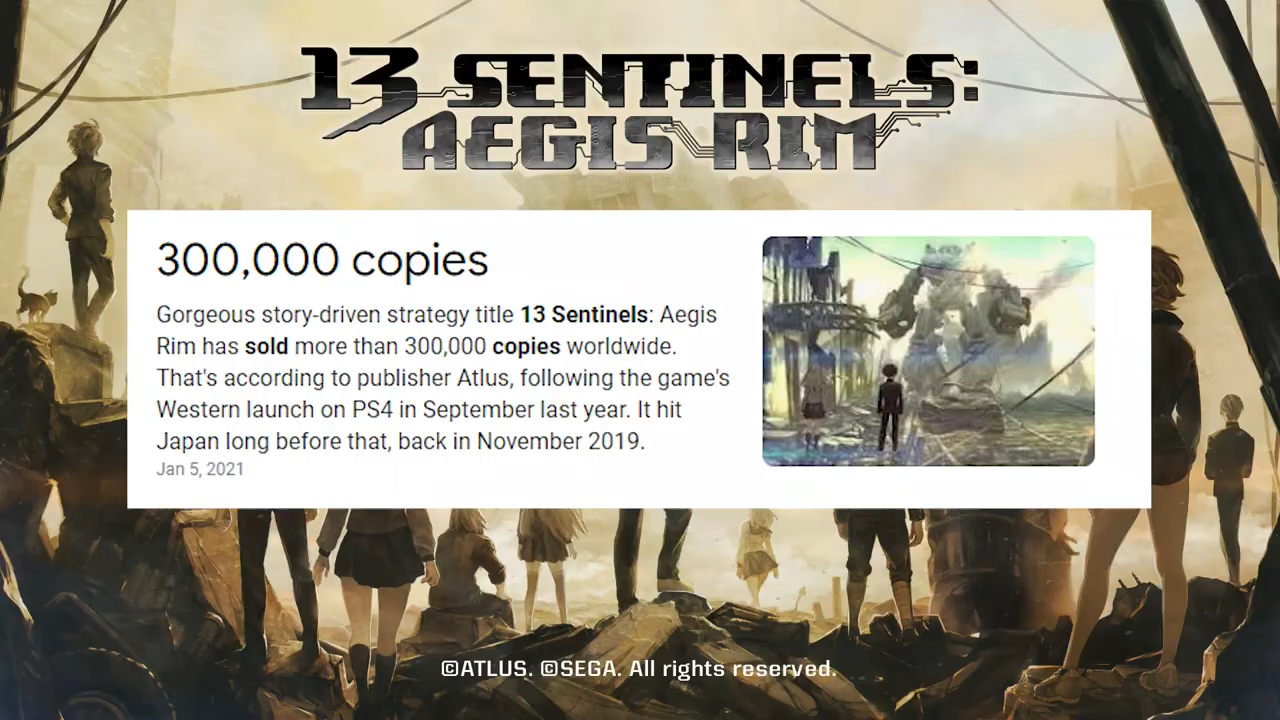 13 SENTINELS:
AEGIS RIM
300,000 copies
Gorgeous story-driven strategy title 13 Sentinels: Aegis
Rim has sold more than 300,000 copies worldwide.
That's according to publisher Atlus, following the game's
Western launch on PS4 in September last year. It hit
Japan long before that, back in November 2019.
Jan 5, 2021
©ATLUS. ©SEGA. All rights reserved.